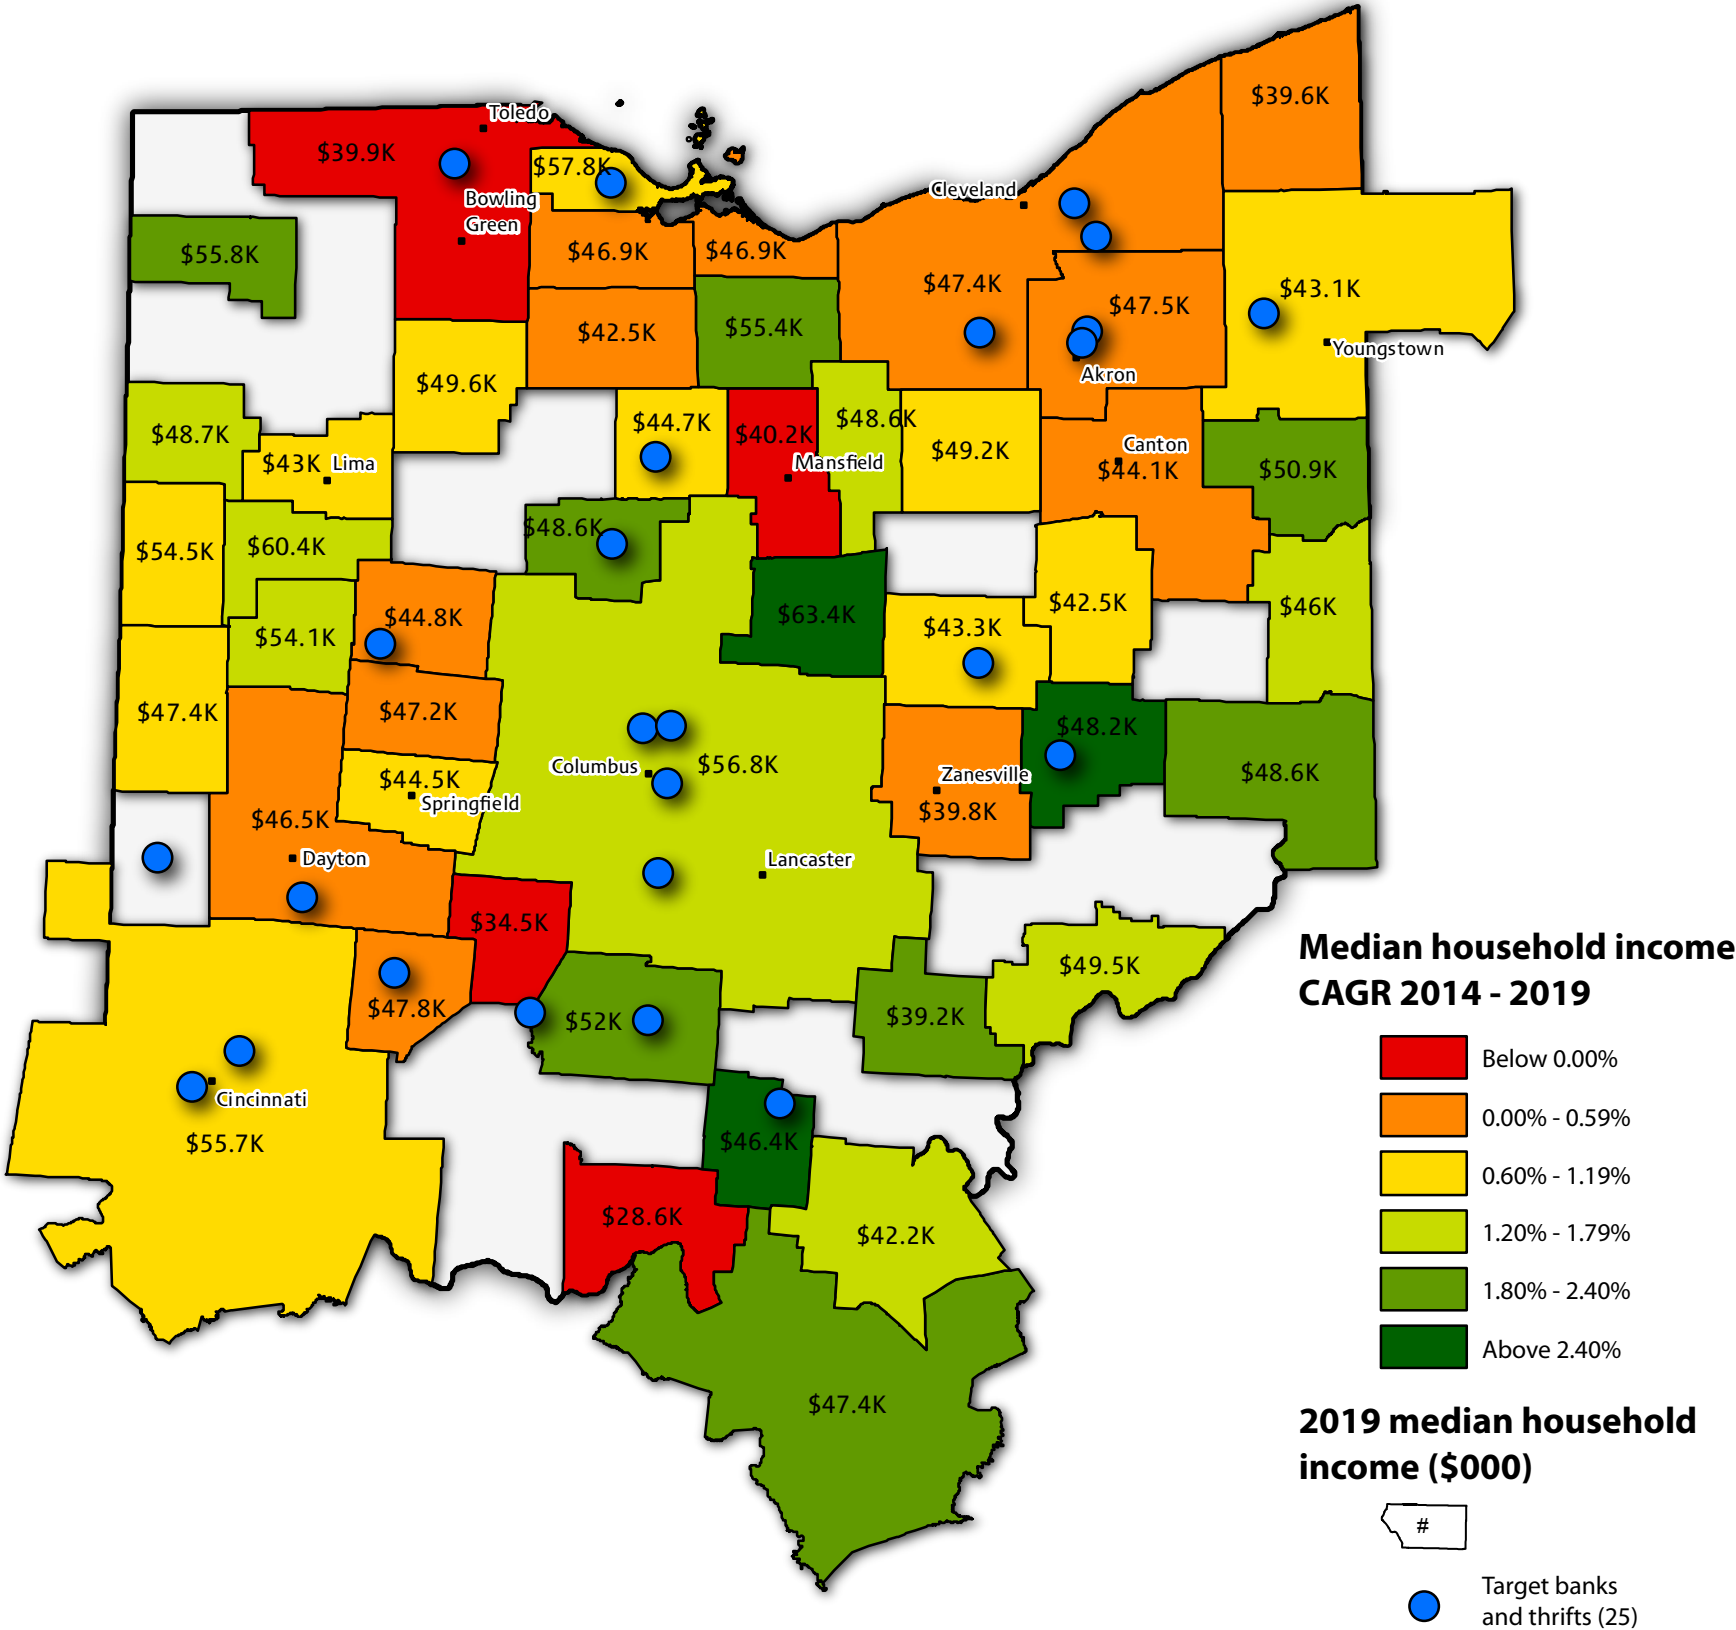 $39.6K
Toledo
$39.9K
$57.8K
Bowling
Green
Cleveland
$55.8K
$46.9K
$46.9K
$47.4K
$47.5K
$43.1K
$42.5K
$55.4K
Youngstown
Akron
$49.6K
$44.7K
$40.2K
$48.6K
$48.7K
$43K
Lima
Mansfield
$49.2K
Canton
$44.1K
$50.9K
$54.5K
$60.4K
$48.6K
$44.8K
$63.4K
$42.5K
$46K
$54.1K
$43.3K
$47.4K
$47.2K
$48.2K
Columbus
$56.8K
$44.5K
Springfield
Zanesville
$39.8K
$48.6K
$46.5K
Dayton
Lancaster
$34.5K
$47.8K
$52K
$39.2K
$49.5K
Cincinnati
$55.7K
$46.4K
$28.6K
$42.2K
$47.4K
Median household income
CAGR 2014 - 2019
Below 0.00%
0.00% - 0.59%
0.60% - 1.19%
1.20% - 1.79%
1.80% - 2.40%
Above 2.40%
2019 median household
income ($000)
#
Target banks
and thrifts (25)